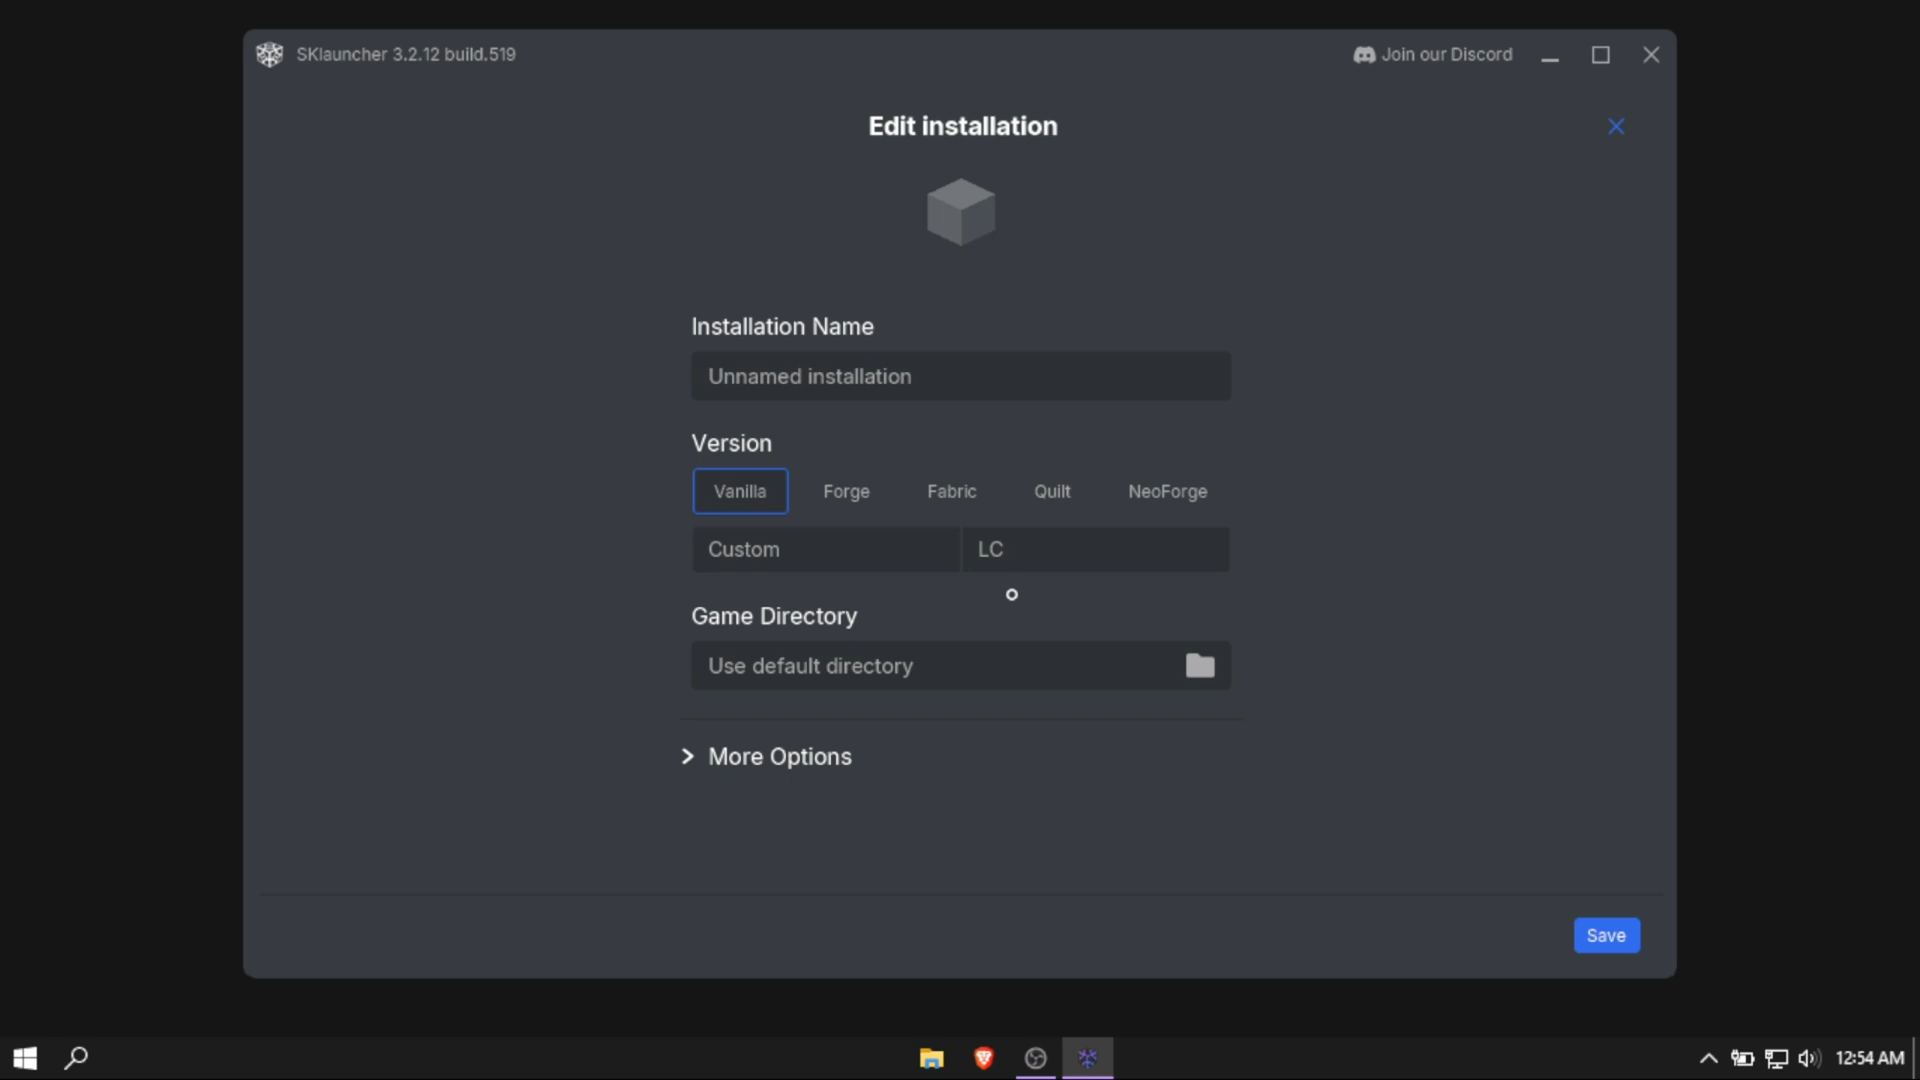 SKlauncher 3.2.12 build.519
Join our Discord
Edit installation
Installation Name
Unnamed installation
Version
Vanilla Forge Fabric Quilt NeoForge
Custom LC
Game Directory
Use default directory
More Options
Save
12:54 AM